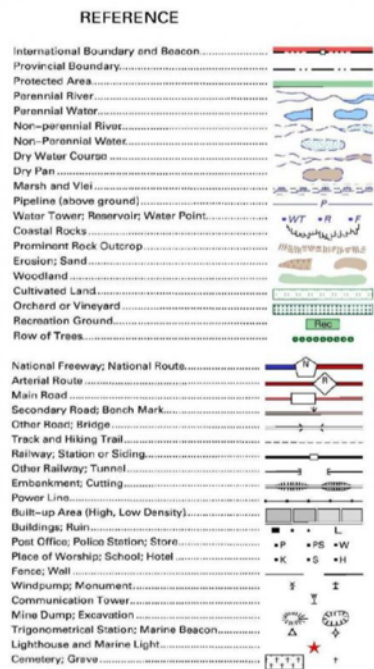 REFERENCE
International Boundary and Beacon
Provincial Boundary
Protected Area
Perennial River
Perennial Water
Non-perennial River
Non-Perennial Water
Dry Water Course
Dry Pan
Marsh and Vlei
Pipeline (above ground) P
Water Tower; Reservoir; Water Point •WT •R •F
Coastal Rocks
Prominent Rock Outcrop
Erosion; Sand
Woodland
Cultivated Land
Orchard or Vineyard
Recreation Ground Rec
Row of Trees
National Freeway; National Route N
Arterial Route R
Main Road
Secondary Road; Bench Mark
Other Road; Bridge
Track and Hiking Trail
Railway; Station or Siding
Other Railway; Tunnel
Embankment; Cutting
Power Line
Built-up Area (High, Low Density)
Buildings; Ruin
Post Office; Police Station; Store •P •PS •W
Place of Worship; School; Hotel •K •S •H
Fence; Wall
Windpump; Monument
Communication Tower
Mine Dump; Excavation
Trigonometrical Station; Marine Beacon
Lighthouse and Marine Light
Cemetery; Grave